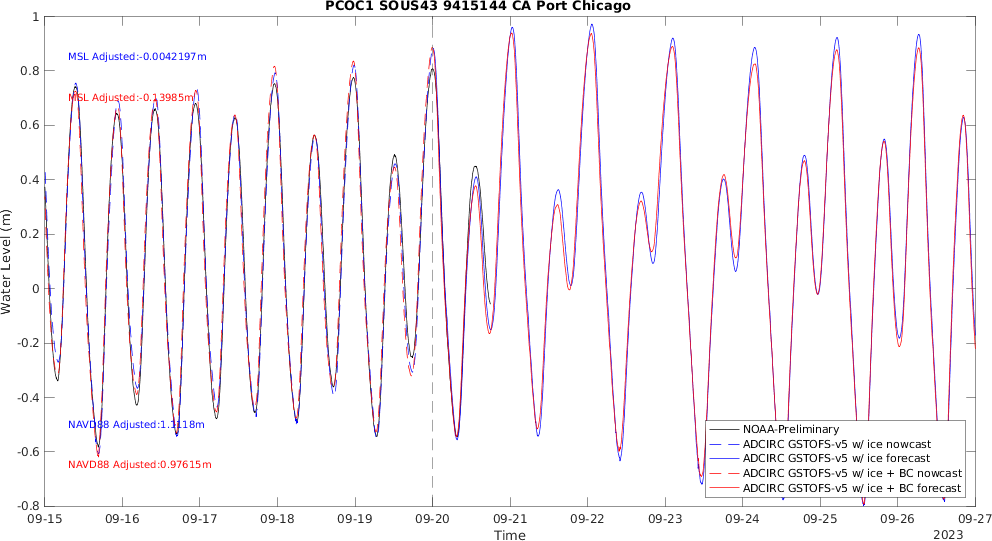 PCOC1 SOUS43 9415144 CA Port Chicago
1
0.8
0.6
0.4
0.2
0
-0.2
-0.4
-0.6
-0.8
Water Level (m)
MSL Adjusted:-0.0042197m
MSL Adjusted:-0.13985m
NAVD88 Adjusted:1.1118m
NAVD88 Adjusted:0.97615m
NOAA-Preliminary
ADCIRC GSTOFS-v5 w/ ice nowcast
ADCIRC GSTOFS-v5 w/ ice forecast
ADCIRC GSTOFS-v5 w/ ice + BC nowcast
ADCIRC GSTOFS-v5 w/ ice + BC forecast
09-15 09-16 09-17 09-18 09-19 09-20 09-21 09-22 09-23 09-24 09-25 09-26 09-27
Time
2023